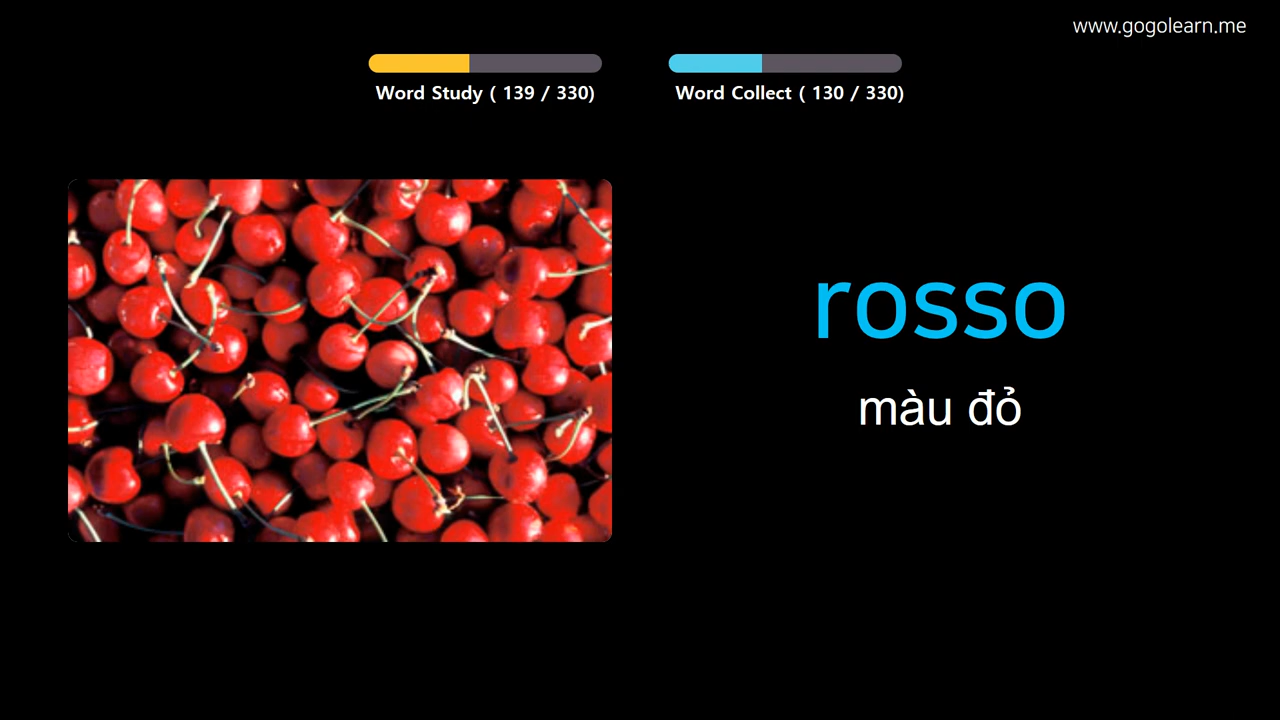 www.gogolearn.me
Word Study ( 139 / 330)
Word Collect ( 130 / 330)
rosso
màu đỏ